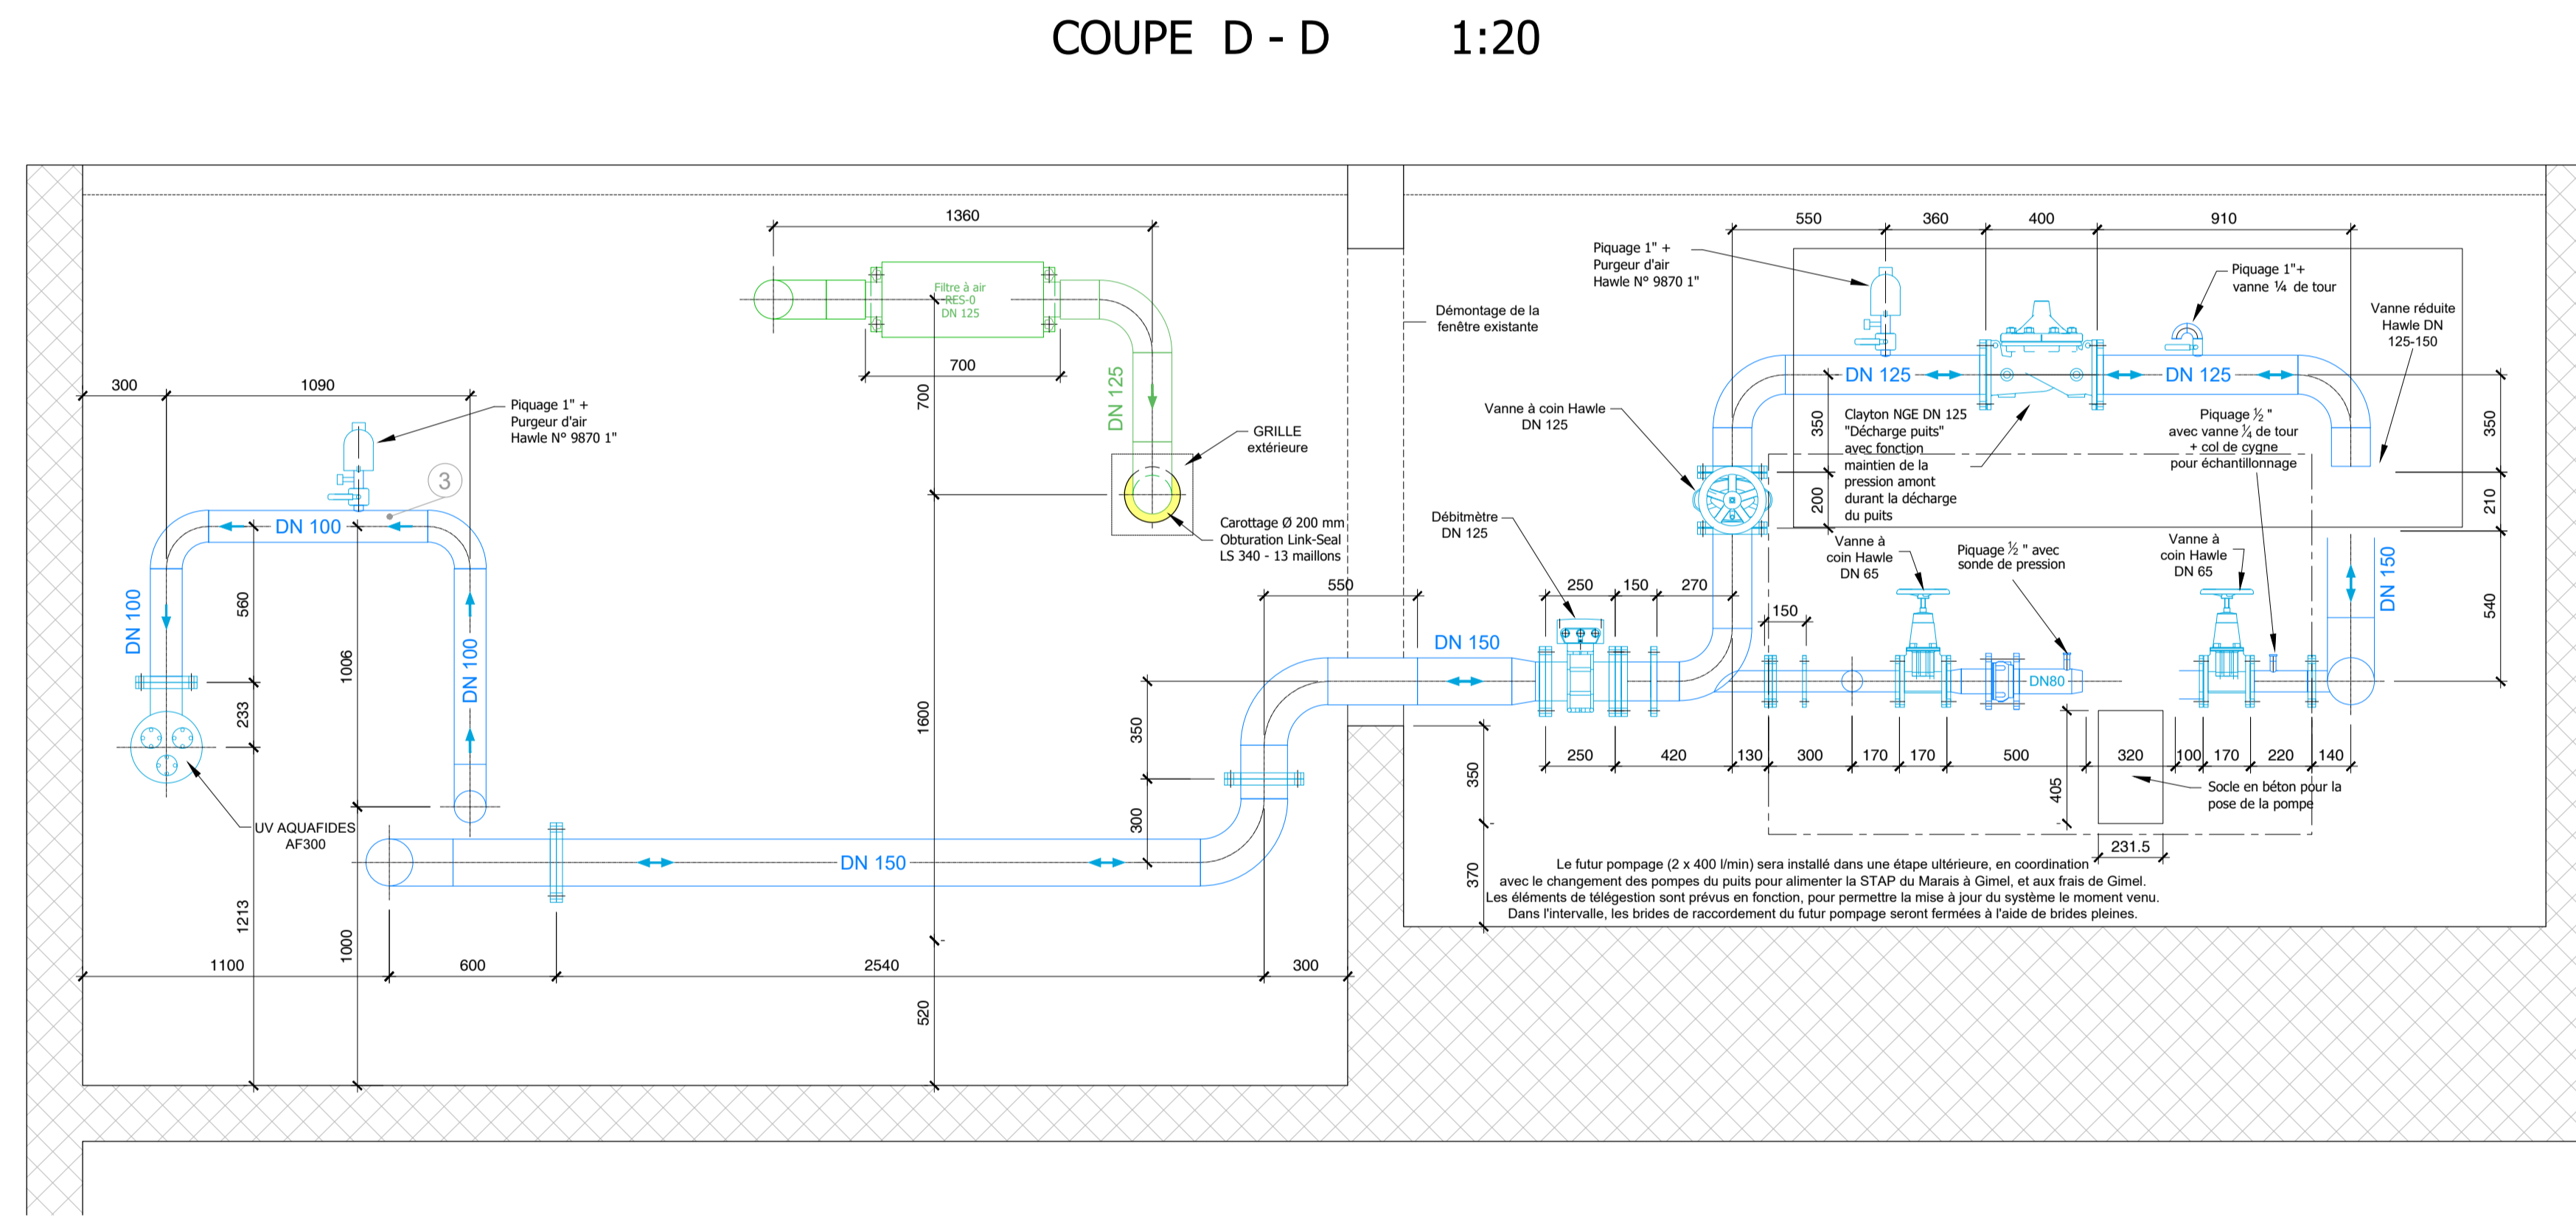 COUPE D - D 1:20
1360
Filtre à air
RES-0
DN 125
700
700
DN 125
GRILLE
extérieure
Carottage Ø 200 mm
Obturation Link-Seal
LS 340 - 13 maillons
1600
520
300
1090
Piquage 1" +
Purgeur d'air
Hawle N° 9870 1"
3
DN 100
DN 100
DN 100
560
233
1213
1006
1000
UV AQUAFIDES
AF300
DN 150
1100
600
2540
300
350
300
550
Démontage de la
fenêtre existante
DN 150
550
360
400
910
Piquage 1" +
Purgeur d'air
Hawle N° 9870 1"
Piquage 1"+
vanne ¼ de tour
Vanne réduite
Hawle DN
125-150
DN 125
DN 125
Vanne à coin Hawle
DN 125
350
200
Clayton NGE DN 125
"Décharge puits"
avec fonction
maintien de la
pression amont
durant la décharge
du puits
Piquage ½ "
avec vanne ¼ de tour
+ col de cygne
pour échantillonnage
350
210
540
Débitmètre
DN 125
Vanne à
coin Hawle
DN 65
Piquage ½ " avec
sonde de pression
Vanne à
coin Hawle
DN 65
DN 150
250
150
270
150
DN80
250
420
130
300
170
170
500
320
100
170
220
140
350
370
405
Socle en béton pour la
pose de la pompe
231.5
Le futur pompage (2 x 400 l/min) sera installé dans une étape ultérieure, en coordination
avec le changement des pompes du puits pour alimenter la STAP du Marais à Gimel, et aux frais de Gimel.
Les éléments de télégestion sont prévus en fonction, pour permettre la mise à jour du système le moment venu.
Dans l'intervalle, les brides de raccordement du futur pompage seront fermées à l'aide de brides pleines.